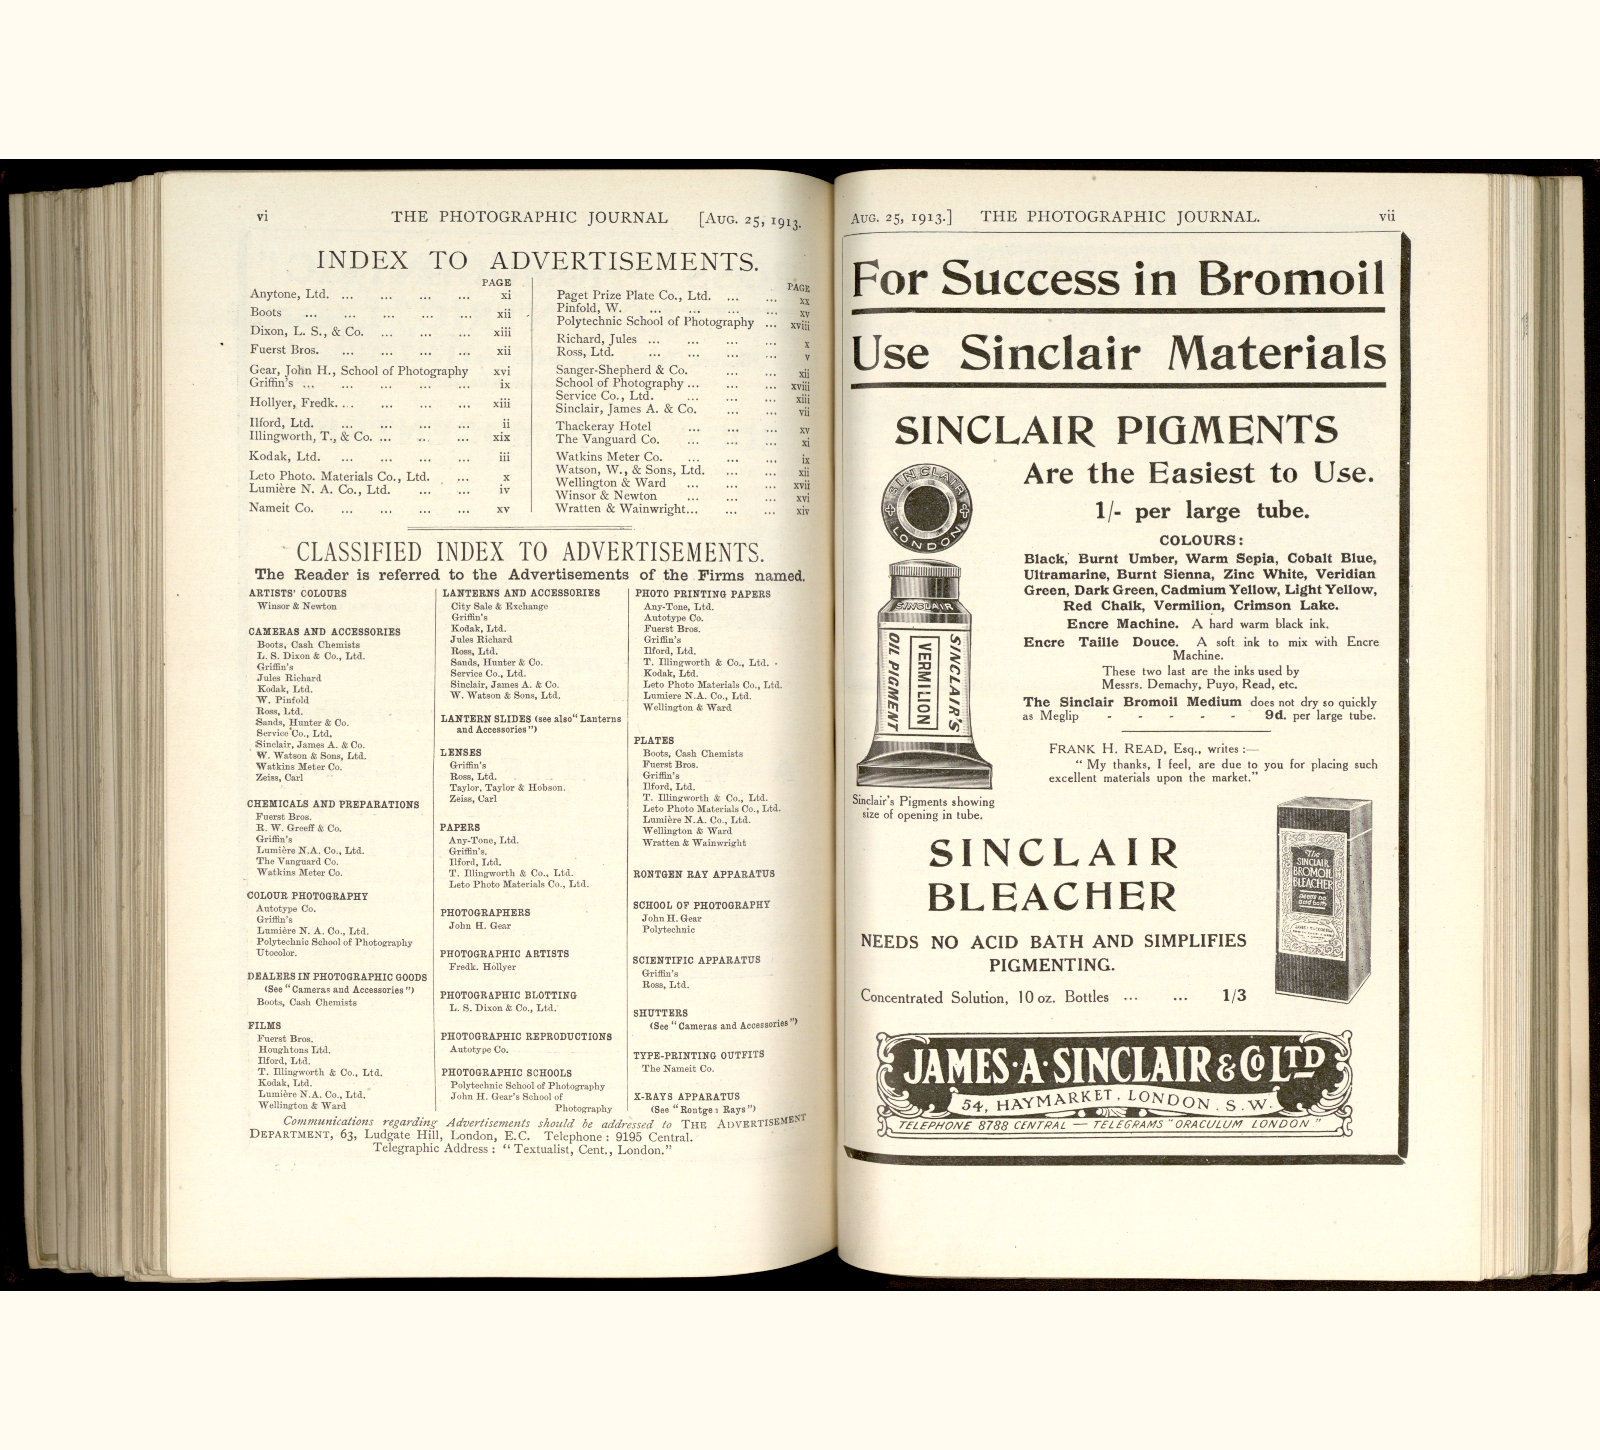 vi THE PHOTOGRAPHIC JOURNAL [AUG. 25, 1913.
INDEX TO ADVERTISEMENTS.
PAGE
Anytone, Ltd. ... ... ... ... xi
Boots ... ... ... ... ... xii
Dixon, L. S., & Co. ... ... ... xiii
Fuerst Bros. ... ... ... ... xii
Gear, John H., School of Photography xvi
Griffin's ... ... ... ... ... ix
Hollyer, Fredk. ... ... ... ... xiii
Ilford, Ltd. ... ... ... ... ii
Illingworth, T., & Co. ... ... ... xix
Kodak, Ltd. ... ... ... ... iii
Leto Photo. Materials Co., Ltd. ... x
Lumière N. A. Co., Ltd. ... ... iv
Nameit Co. ... ... ... ... xv
PAGE
Paget Prize Plate Co., Ltd. ... ... xx
Pinfold, W. ... ... ... ... xv
Polytechnic School of Photography ... xviii
Richard, Jules ... ... ... ... x
Ross, Ltd. ... ... ... ... v
Sanger-Shepherd & Co. ... ... xii
School of Photography ... ... ... xviii
Service Co., Ltd. ... ... ... xiii
Sinclair, James A. & Co. ... ... vii
Thackeray Hotel ... ... ... xv
The Vanguard Co. ... ... ... xi
Watkins Meter Co. ... ... ... ix
Watson, W., & Sons, Ltd. ... ... xii
Wellington & Ward ... ... ... xvii
Winsor & Newton ... ... ... xvi
Wratten & Wainwright... ... ... xiv
CLASSIFIED INDEX TO ADVERTISEMENTS.
The Reader is referred to the Advertisements of the Firms named.
ARTISTS' COLOURS
Winsor & Newton
CAMERAS AND ACCESSORIES
Boots, Cash Chemists
L. S. Dixon & Co., Ltd.
Griffin's
Jules Richard
Kodak, Ltd.
W. Pinfold
Ross, Ltd.
Sands, Hunter & Co.
Service Co., Ltd.
Sinclair, James A. & Co.
W. Watson & Sons, Ltd.
Watkins Meter Co.
Zeiss, Carl
CHEMICALS AND PREPARATIONS
Fuerst Bros.
R. W. Greeff & Co.
Griffin's
Lumière N.A. Co., Ltd.
The Vanguard Co.
Watkins Meter Co.
COLOUR PHOTOGRAPHY
Autotype Co.
Griffin's
Lumière N. A. Co., Ltd.
Polytechnic School of Photography
Utocolor.
DEALERS IN PHOTOGRAPHIC GOODS
(See "Cameras and Accessories")
Boots, Cash Chemists
FILMS
Fuerst Bros.
Houghtons Ltd.
Ilford, Ltd.
T. Illingworth & Co., Ltd.
Kodak, Ltd.
Lumière N.A. Co., Ltd.
Wellington & Ward
LANTERNS AND ACCESSORIES
City Sale & Exchange
Griffin's
Kodak, Ltd.
Jules Richard
Ross, Ltd.
Sands, Hunter & Co.
Service Co., Ltd.
Sinclair, James A. & Co.
W. Watson & Sons, Ltd.
LANTERN SLIDES (see also "Lanterns
and Accessories")
LENSES
Griffin's
Ross, Ltd.
Taylor, Taylor & Hobson.
Zeiss, Carl
PAPERS
Any-Tone, Ltd.
Griffin's.
Ilford, Ltd.
T. Illingworth & Co., Ltd.
Leto Photo Materials Co., Ltd.
PHOTOGRAPHERS
John H. Gear
PHOTOGRAPHIC ARTISTS
Fredk. Hollyer
PHOTOGRAPHIC BLOTTING
L. S. Dixon & Co., Ltd.
PHOTOGRAPHIC REPRODUCTIONS
Autotype Co.
PHOTOGRAPHIC SCHOOLS
Polytechnic School of Photography
John H. Gear's School of
Photography
PHOTO PRINTING PAPERS
Any-Tone, Ltd.
Autotype Co.
Fuerst Bros.
Griffin's
Ilford, Ltd.
T. Illingworth & Co., Ltd.
Kodak, Ltd.
Leto Photo Materials Co., Ltd.
Lumiere N.A. Co., Ltd.
Wellington & Ward
PLATES
Boots, Cash Chemists
Fuerst Bros.
Griffin's
Ilford, Ltd.
T. Illingworth & Co., Ltd.
Leto Photo Materials Co., Ltd.
Lumière N.A. Co., Ltd.
Wellington & Ward
Wratten & Wainwright
RONTGEN RAY APPARATUS
SCHOOL OF PHOTOGRAPHY
John H. Gear
Polytechnic
SCIENTIFIC APPARATUS
Griffin's
Ross, Ltd.
SHUTTERS
(See "Cameras and Accessories")
TYPE-PRINTING OUTFITS
The Nameit Co.
X-RAYS APPARATUS
(See "Rontgen Rays")
Communications regarding Advertisements should be addressed to THE ADVERTISEMENT
DEPARTMENT, 63, Ludgate Hill, London, E.C. Telephone: 9195 Central.
Telegraphic Address: "Textualist, Cent., London."
AUG. 25, 1913.] THE PHOTOGRAPHIC JOURNAL. vii
For Success in Bromoil
Use Sinclair Materials
SINCLAIR PIGMENTS
Are the Easiest to Use.
1/- per large tube.
COLOURS:
Black, Burnt Umber, Warm Sepia, Cobalt Blue,
Ultramarine, Burnt Sienna, Zinc White, Veridian
Green, Dark Green, Cadmium Yellow, Light Yellow,
Red Chalk, Vermilion, Crimson Lake.
Encre Machine. A hard warm black ink.
Encre Taille Douce. A soft ink to mix with Encre
Machine.
These two last are the inks used by
Messrs. Demachy, Puyo, Read, etc.
The Sinclair Bromoil Medium does not dry so quickly
as Meglip - - - - - 9d. per large tube.
FRANK H. READ, Esq., writes:—
"My thanks, I feel, are due to you for placing such
excellent materials upon the market."
SINCLAIR
LONDON
SINCLAIR
SINCLAIR'S
VERMILION
OIL PIGMENT
Sinclair's Pigments showing
size of opening in tube.
SINCLAIR
BLEACHER
NEEDS NO ACID BATH AND SIMPLIFIES
PIGMENTING.
Concentrated Solution, 10 oz. Bottles ... ... 1/3
The
SINCLAIR
BROMOIL
BLEACHER
needs no
acid bath
JAMES·A·SINCLAIR & Co LTD
54, HAYMARKET, LONDON. S.W.
TELEPHONE 8788 CENTRAL — TELEGRAMS "ORACULUM LONDON"